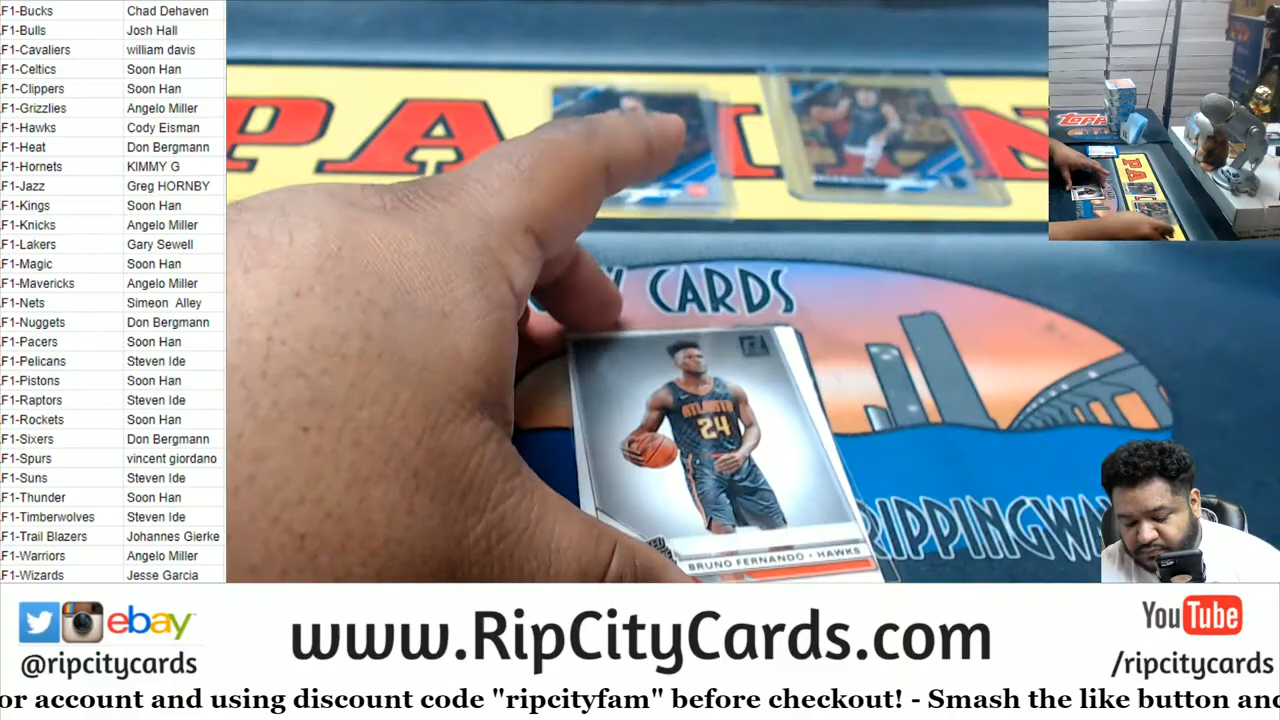 F1-Bucks Chad Dehaven
F1-Bulls Josh Hall
F1-Cavaliers william davis
F1-Celtics Soon Han
F1-Clippers Soon Han
F1-Grizzlies Angelo Miller
F1-Hawks Cody Eisman
F1-Heat Don Bergmann
F1-Hornets KIMMY G
F1-Jazz Greg HORNBY
F1-Kings Soon Han
F1-Knicks Angelo Miller
F1-Lakers Gary Sewell
F1-Magic Soon Han
F1-Mavericks Angelo Miller
F1-Nets Simeon Alley
F1-Nuggets Don Bergmann
F1-Pacers Soon Han
F1-Pelicans Steven Ide
F1-Pistons Soon Han
F1-Raptors Steven Ide
F1-Rockets Soon Han
F1-Sixers Don Bergmann
F1-Spurs vincent giordano
F1-Suns Steven Ide
F1-Thunder Soon Han
F1-Timberwolves Steven Ide
F1-Trail Blazers Johannes Gierke
F1-Warriors Angelo Miller
F1-Wizards Jesse Garcia
PA N
Topps
PA
Y CARDS
ATLANTA
24
BRUNO FERNANDO • HAWKS
RIPPINGWA
ebay
@ripcitycards
www.RipCityCards.com
YouTube
/ripcitycards
or account and using discount code "ripcityfam" before checkout! - Smash the like button and